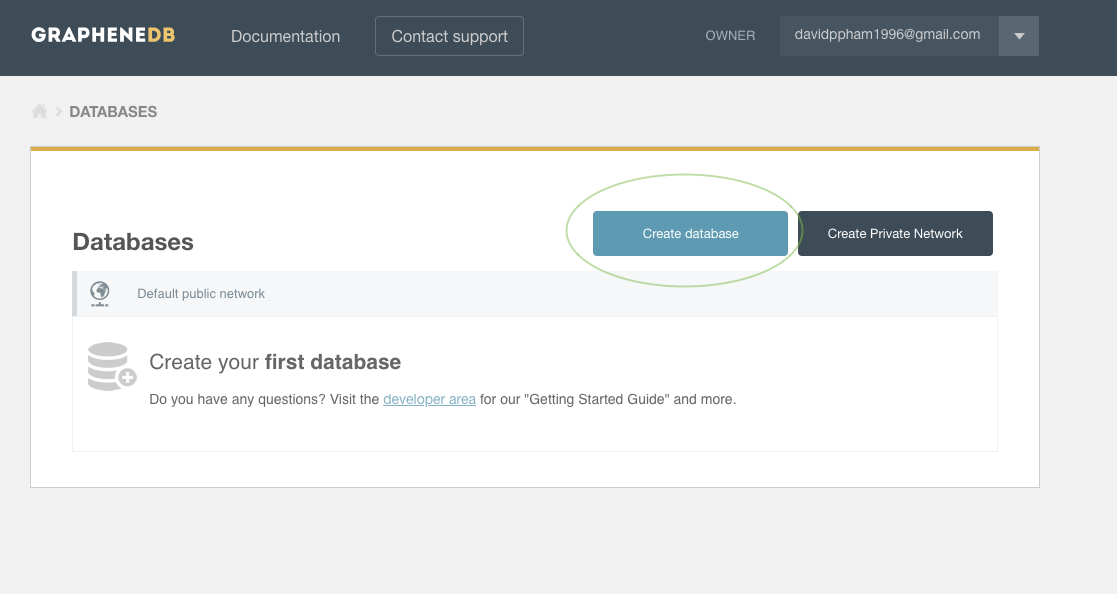 GRAPHENEDB Documentation Contact support OWNER davidppham1996@gmail.com
DATABASES
Databases
Create database Create Private Network
Default public network
Create your first database
Do you have any questions? Visit the developer area for our "Getting Started Guide" and more.